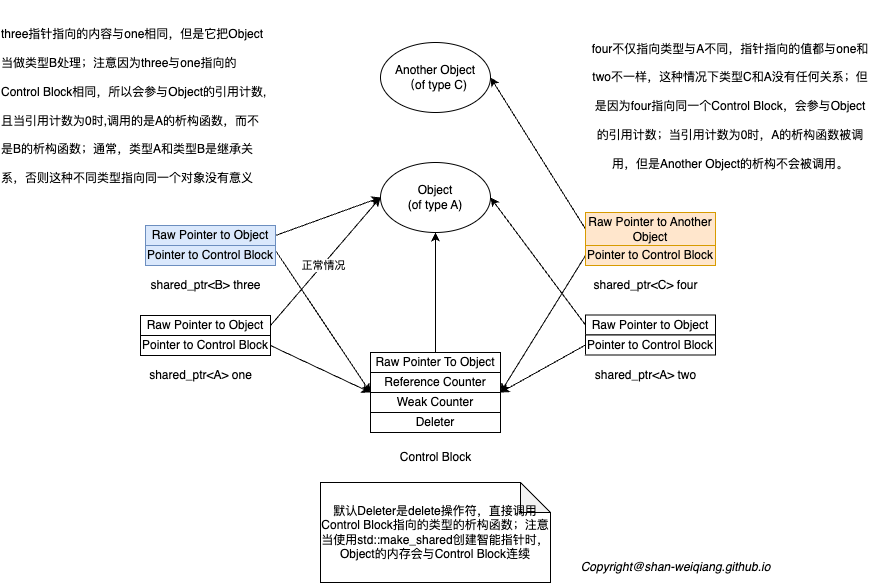 three指针指向的内容与one相同，但是它把Object
当做类型B处理；注意因为three与one指向的
Control Block相同，所以会参与Object的引用计数,
且当引用计数为0时,调用的是A的析构函数，而不
是B的析构函数；通常，类型A和类型B是继承关
系，否则这种不同类型指向同一个对象没有意义
Another Object
（of type C)
four不仅指向类型与A不同，指针指向的值都与one和
two不一样，这种情况下类型C和A没有任何关系；但
是因为four指向同一个Control Block，会参与Object
的引用计数；当引用计数为0时，A的析构函数被调
用，但是Another Object的析构不会被调用。
Object
(of type A)
Raw Pointer to Object
Pointer to Control Block
shared_ptr<B> three
正常情况
Raw Pointer to Another
Object
Pointer to Control Block
shared_ptr<C> four
Raw Pointer to Object
Pointer to Control Block
shared_ptr<A> one
Raw Pointer to Object
Pointer to Control Block
shared_ptr<A> two
Raw Pointer To Object
Reference Counter
Weak Counter
Deleter
Control Block
默认Deleter是delete操作符，直接调用
Control Block指向的类型的析构函数；注意
当使用std::make_shared创建智能指针时，
Object的内存会与Control Block连续
Copyright@shan-weiqiang.github.io